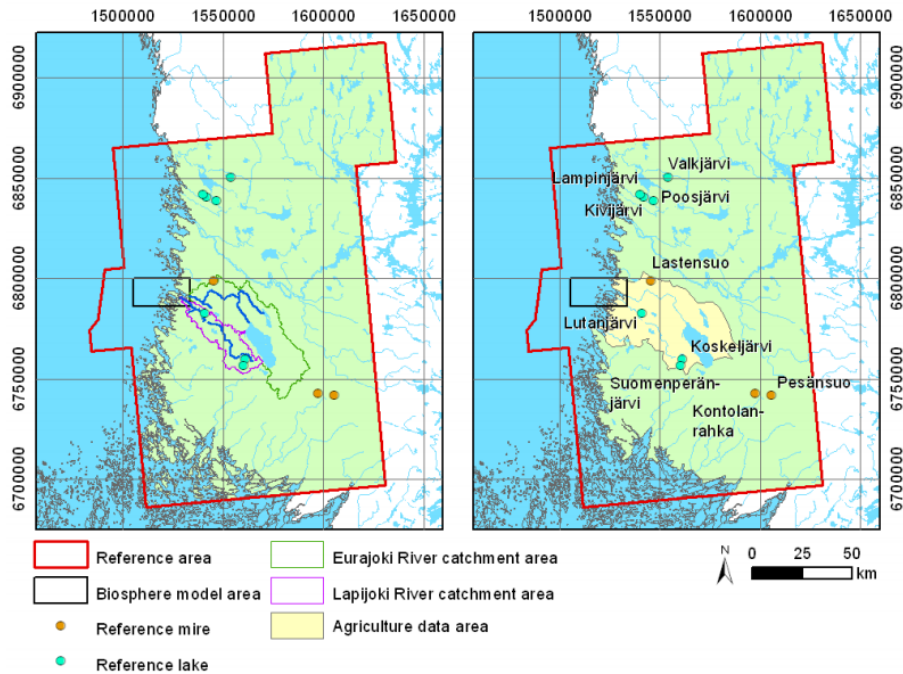 1500000 1550000 1600000 1650000
1500000 1550000 1600000 1650000
6900000
6850000
6800000
6750000
6700000
6900000
6850000
6800000
6750000
6700000
Valkjärvi
Lampinjärvi
Poosjärvi
Kivijärvi
Lastensuo
Lutanjärvi
Koskeljärvi
Suomenperän-
järvi
Pesänsuo
Kontolan-
rahka
Reference area
Biosphere model area
Reference mire
Reference lake
Eurajoki River catchment area
Lapijoki River catchment area
Agriculture data area
N
0 25 50
km